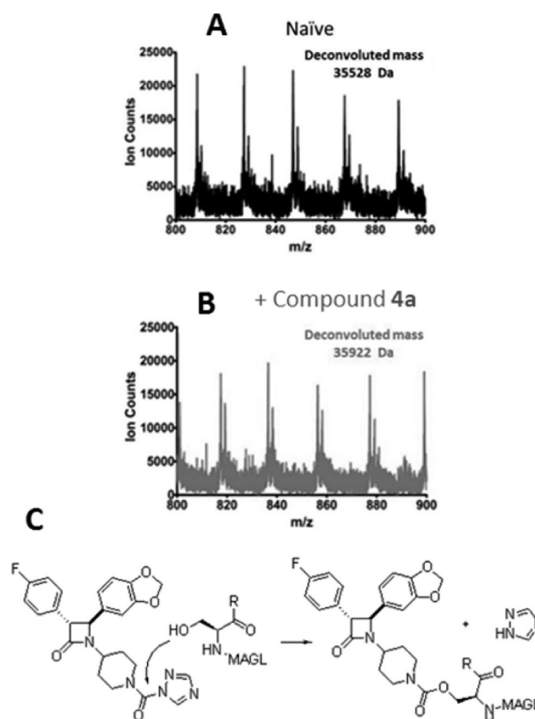 A
Naïve
Deconvoluted mass
35528 Da
Ion Counts
25000
20000
15000
10000
5000
0
800 820 840 860 880 900
m/z
B
+ Compound 4a
Deconvoluted mass
35922 Da
Ion Counts
25000
20000
15000
10000
5000
0
800 820 840 860 880 900
m/z
C
F
O
O
O
N
N
O
N
N
N
HO
R
O
N
H
MAGL
F
O
O
O
N
N
O
O
R
O
N
H
MAGL
+
N
HN